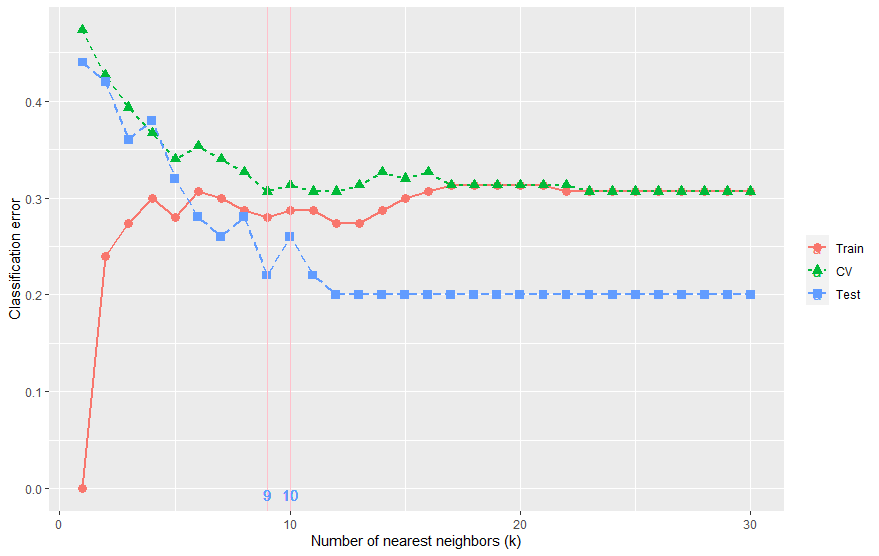 Classification error
0.4
0.3
0.2
0.1
0.0
9 10
0 10 20 30
Number of nearest neighbors (k)
Train
CV
Test